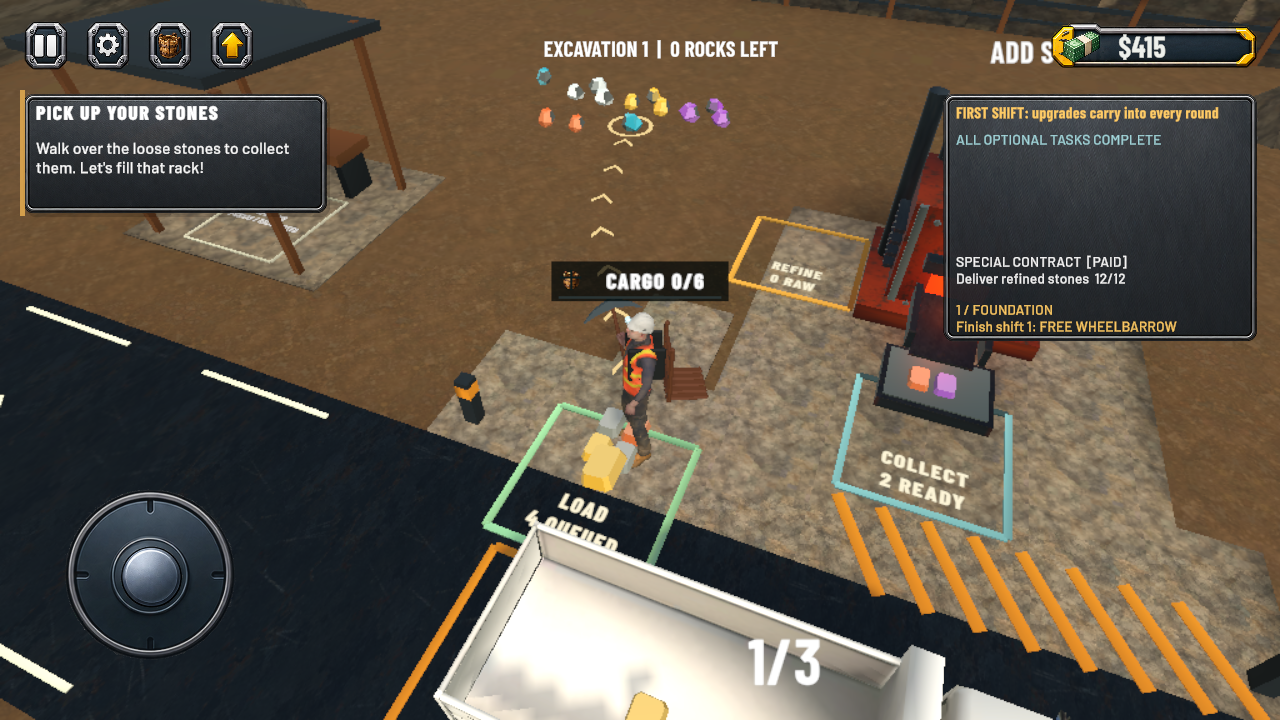 EXCAVATION 1 | 0 ROCKS LEFT
ADD S
$415
PICK UP YOUR STONES
Walk over the loose stones to collect
them. Let's fill that rack!
FIRST SHIFT: upgrades carry into every round
ALL OPTIONAL TASKS COMPLETE
SPECIAL CONTRACT [PAID]
Deliver refined stones 12/12
1 / FOUNDATION
Finish shift 1: FREE WHEELBARROW
REFINE
0 RAW
CARGO 0/6
COLLECT
2 READY
LOAD
4 QUEUED
1/3